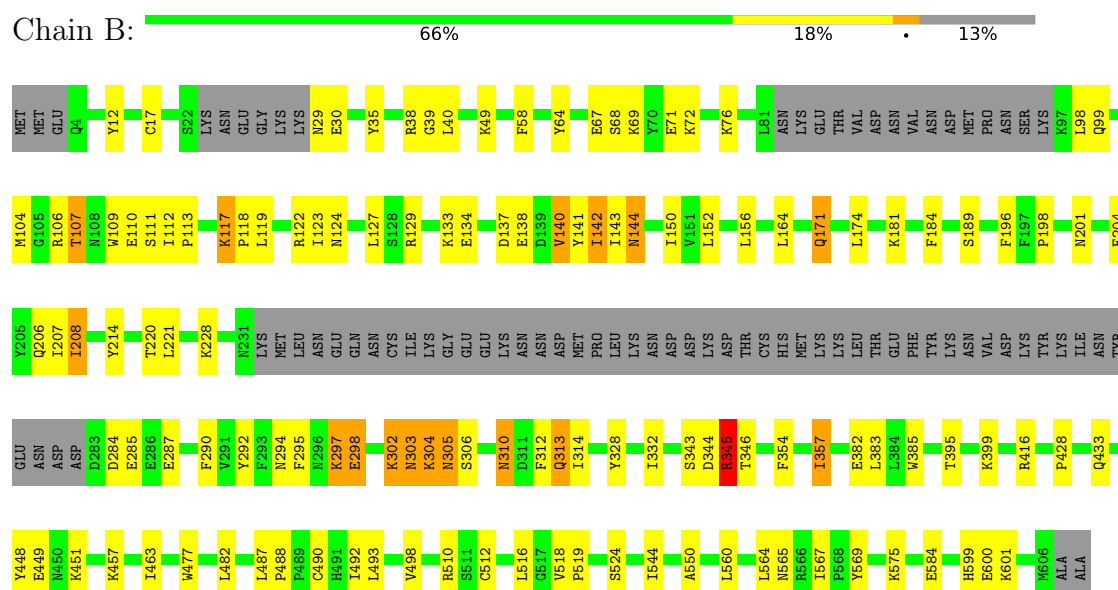 Chain B:
66% 18% • 13%
MET MET GLU Q4 Y12 C17 S22 LYS ASN GLU GLY LYS LYS N29 E30 Y35 R38 G39 L40 K49 F58 Y64 E67 S68 K69 Y70 E71 K72 K76 L81 ASN LYS GLU THR VAL ASP ASN VAL ASN ASP MET PRO ASN SER LYS K97 L98 Q99
M104 G105 R106 T107 N108 W109 E110 S111 I112 P113 K117 P118 L119 R122 I123 N124 L127 S128 R129 K133 E134 D137 E138 D139 V140 Y141 I142 I143 N144 I150 V151 L152 L156 L164 Q171 L174 K181 F184 S189 F196 F197 P198 N201
Y205 Q206 I207 I208 Y214 T220 L221 K228 N231 LYS MET LEU ASN GLU GLN ASN CYS ILE LYS GLY GLU GLU LYS ASN ASN ASP MET PRO LEU LYS ASN ASP ASP LYS ASP THR CYS HIS MET LYS LYS LEU THR GLU PHE TYR LYS ASN VAL ASP LYS TYR LYS ILE ASN TYR
GLU ASN ASP ASP D283 D284 E285 E286 E287 F290 V291 Y292 F293 N294 F295 N296 K297 E298 K302 N303 K304 N305 S306 N310 D311 F312 Q313 I314 Y328 I332 S343 D344 R345 T346 F354 I357 E382 L383 L384 W385 T395 K399 R416 P428 Q433
Y448 E449 N450 K451 K457 I463 W477 L482 L487 P488 P489 C490 H491 I492 L493 V498 R510 S511 C512 L516 G517 V518 P519 S524 I544 A550 L560 L564 N565 R566 I567 P568 Y569 K575 E584 H599 E600 K601 M606 ALA ALA